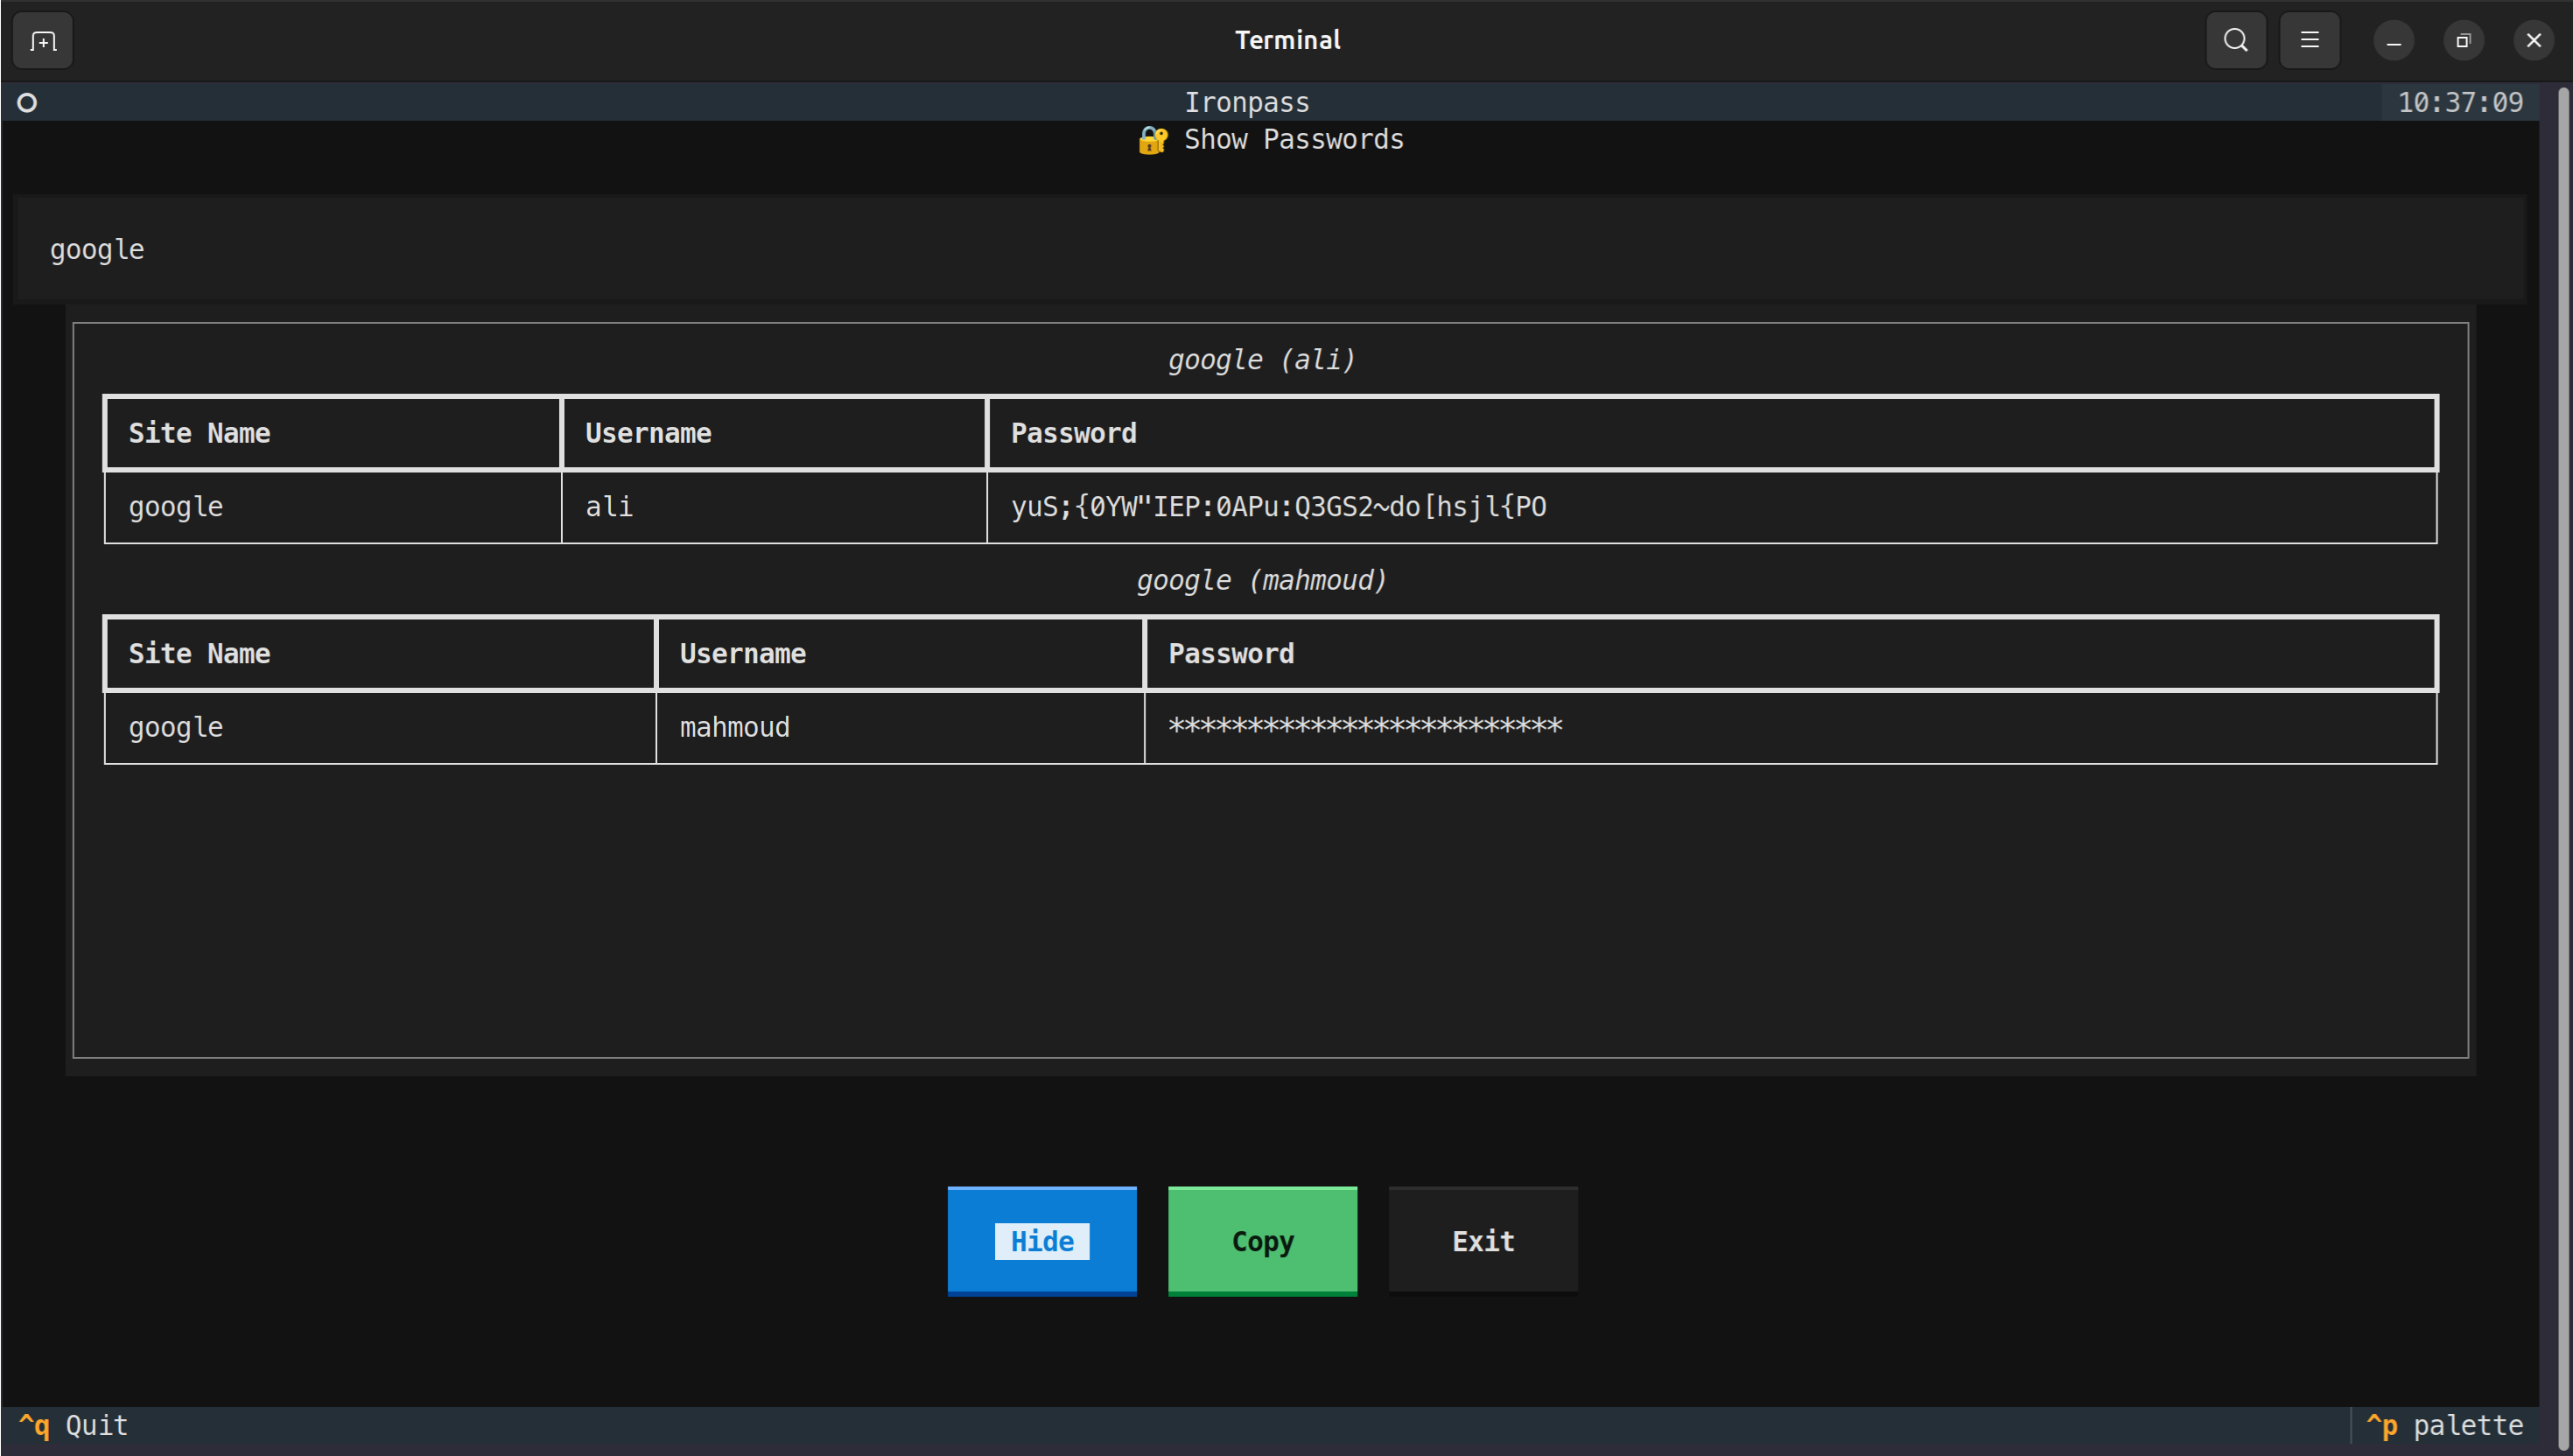 Terminal
Ironpass 10:37:09
🔐 Show Passwords
google
google (ali)
Site Name Username Password
google ali yuS;{0YW"IEP:0APu:Q3GS2~do[hsjl{PO
google (mahmoud)
Site Name Username Password
google mahmoud *************************
Hide Copy Exit
^q Quit ^p palette